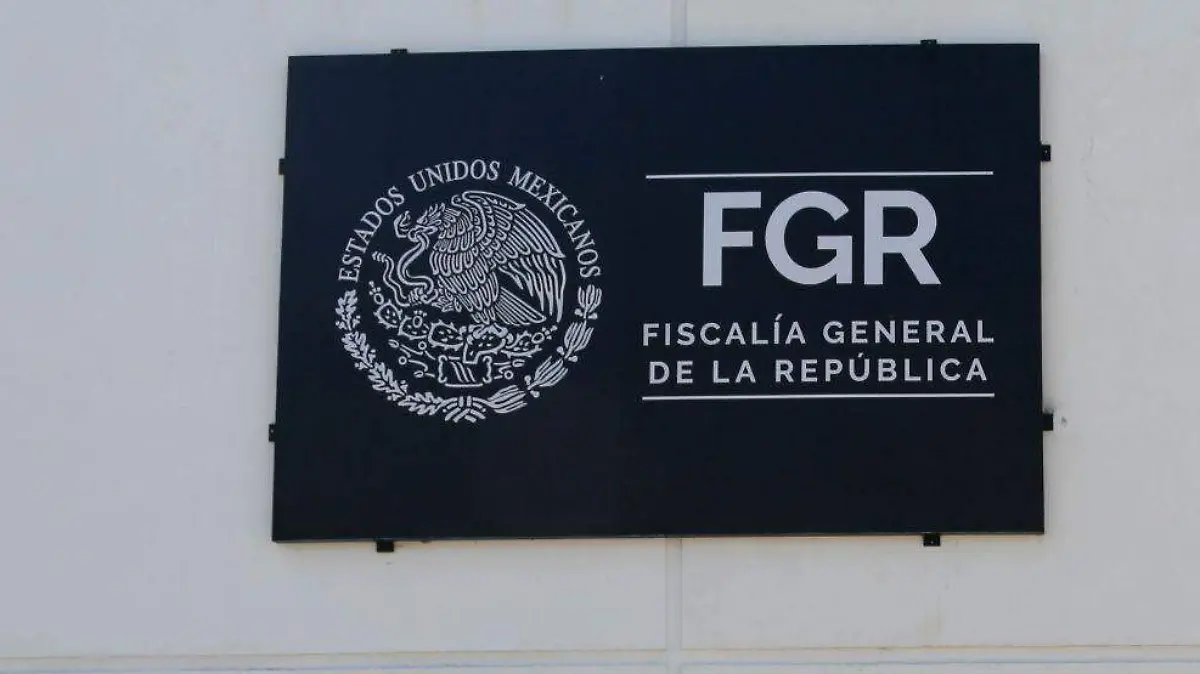 ESTADOS UNIDOS MEXICANOS
FGR
FISCALÍA GENERAL
DE LA REPÚBLICA